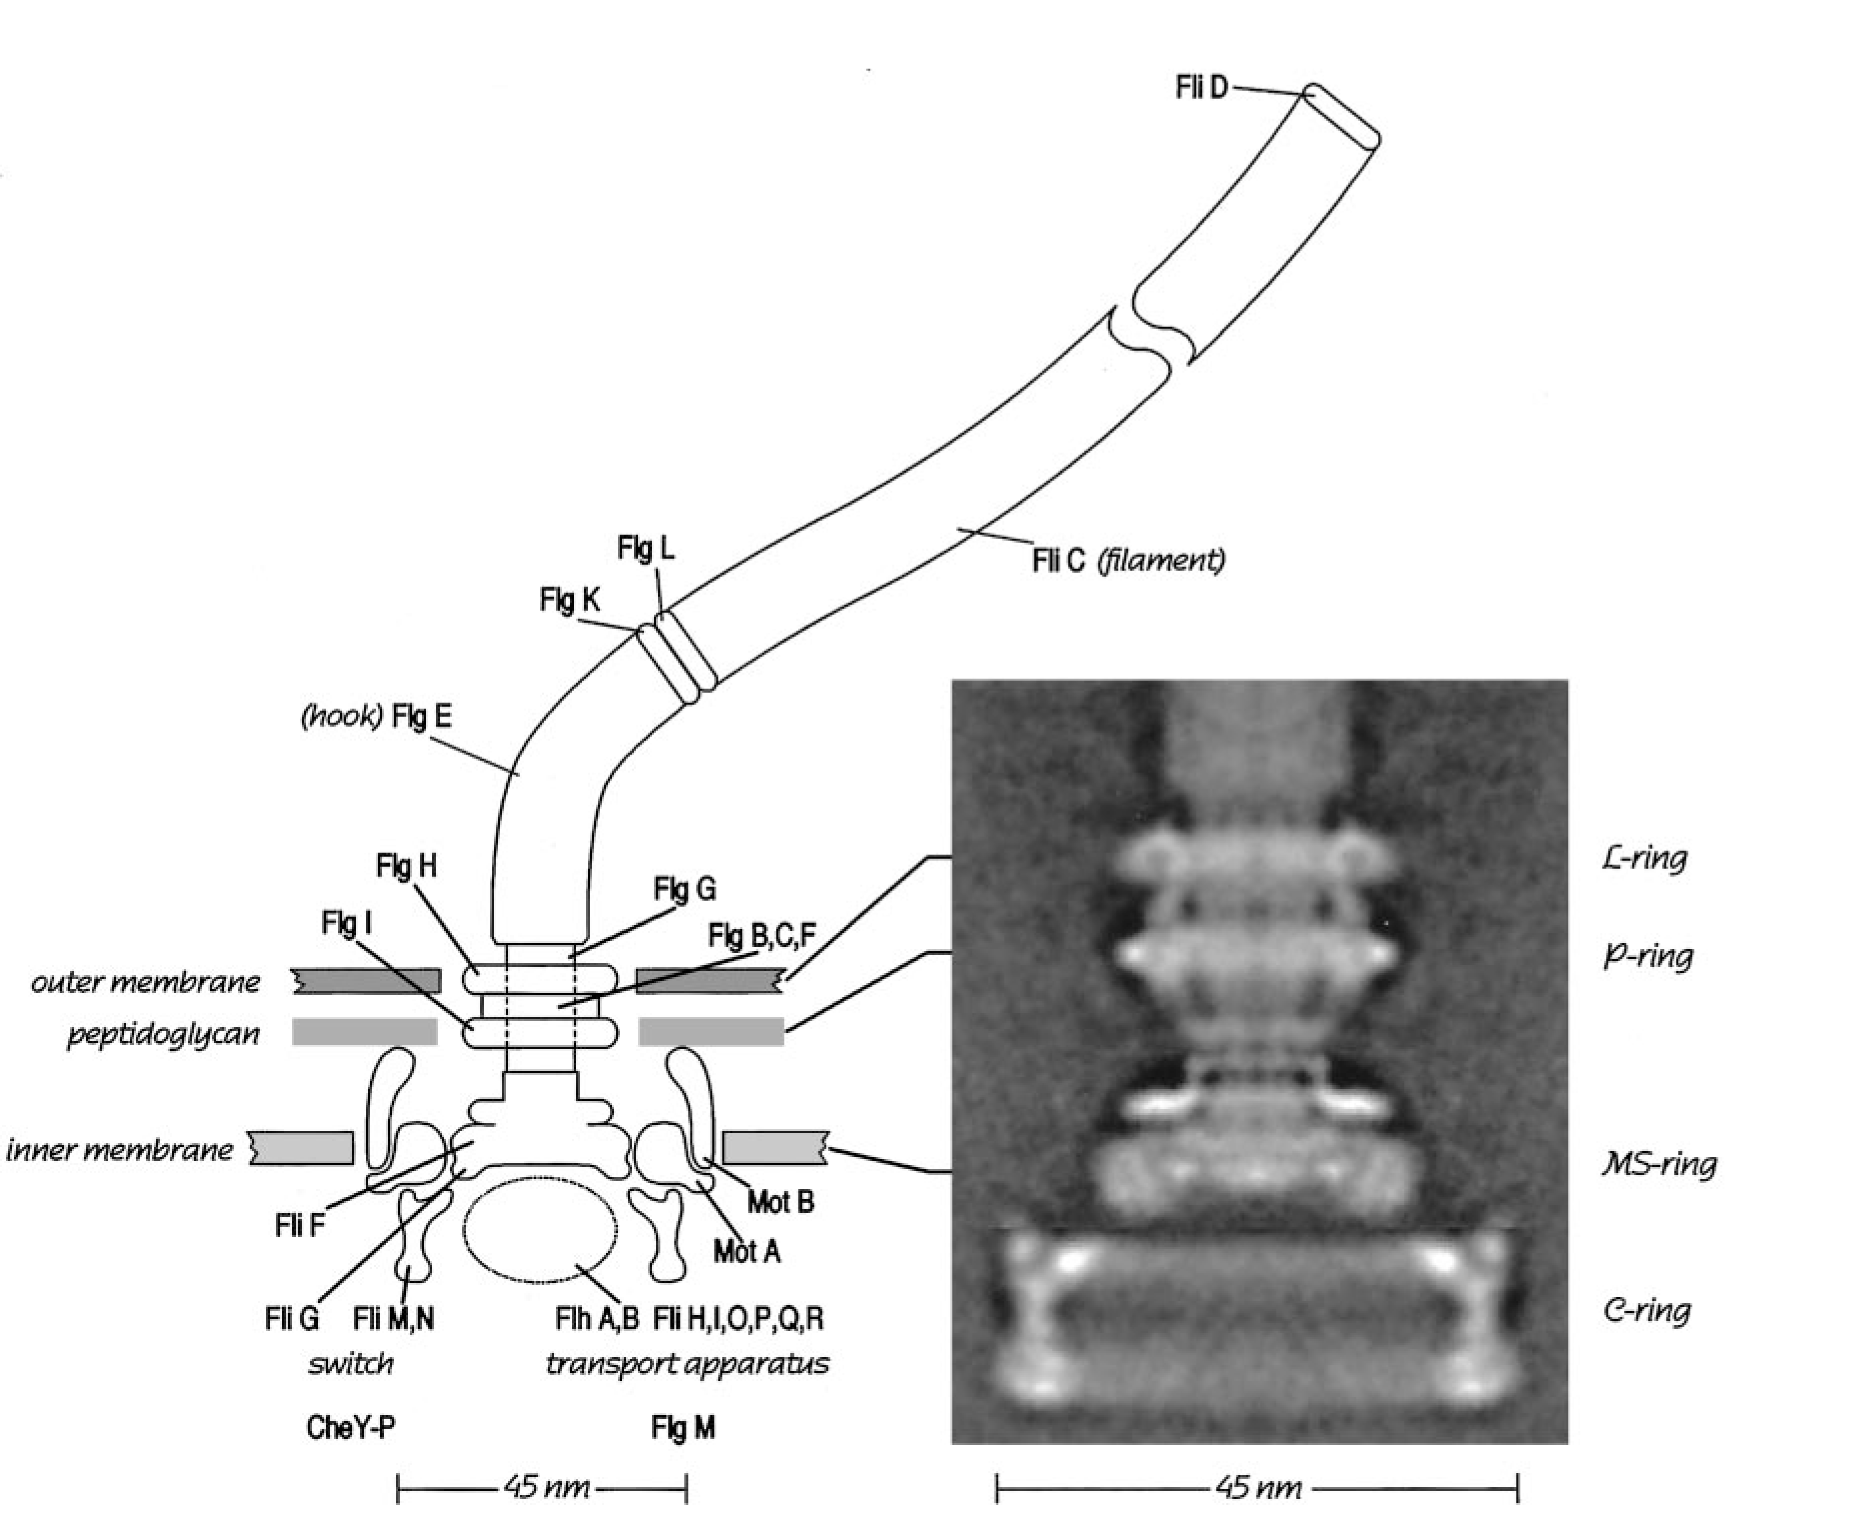 Fli D
Flg L
Fli C (filament)
Flg K
(hook) Flg E
Flg H
L-ring
Flg G
Flg I
Flg B,C,F
P-ring
outer membrane
peptidoglycan
inner membrane
MS-ring
Mot B
Fli F
Mot A
C-ring
Fli G
Fli M,N
Flh A,B Fli H,I,O,P,Q,R
switch
transport apparatus
CheY-P
Flg M
45 nm
45 nm